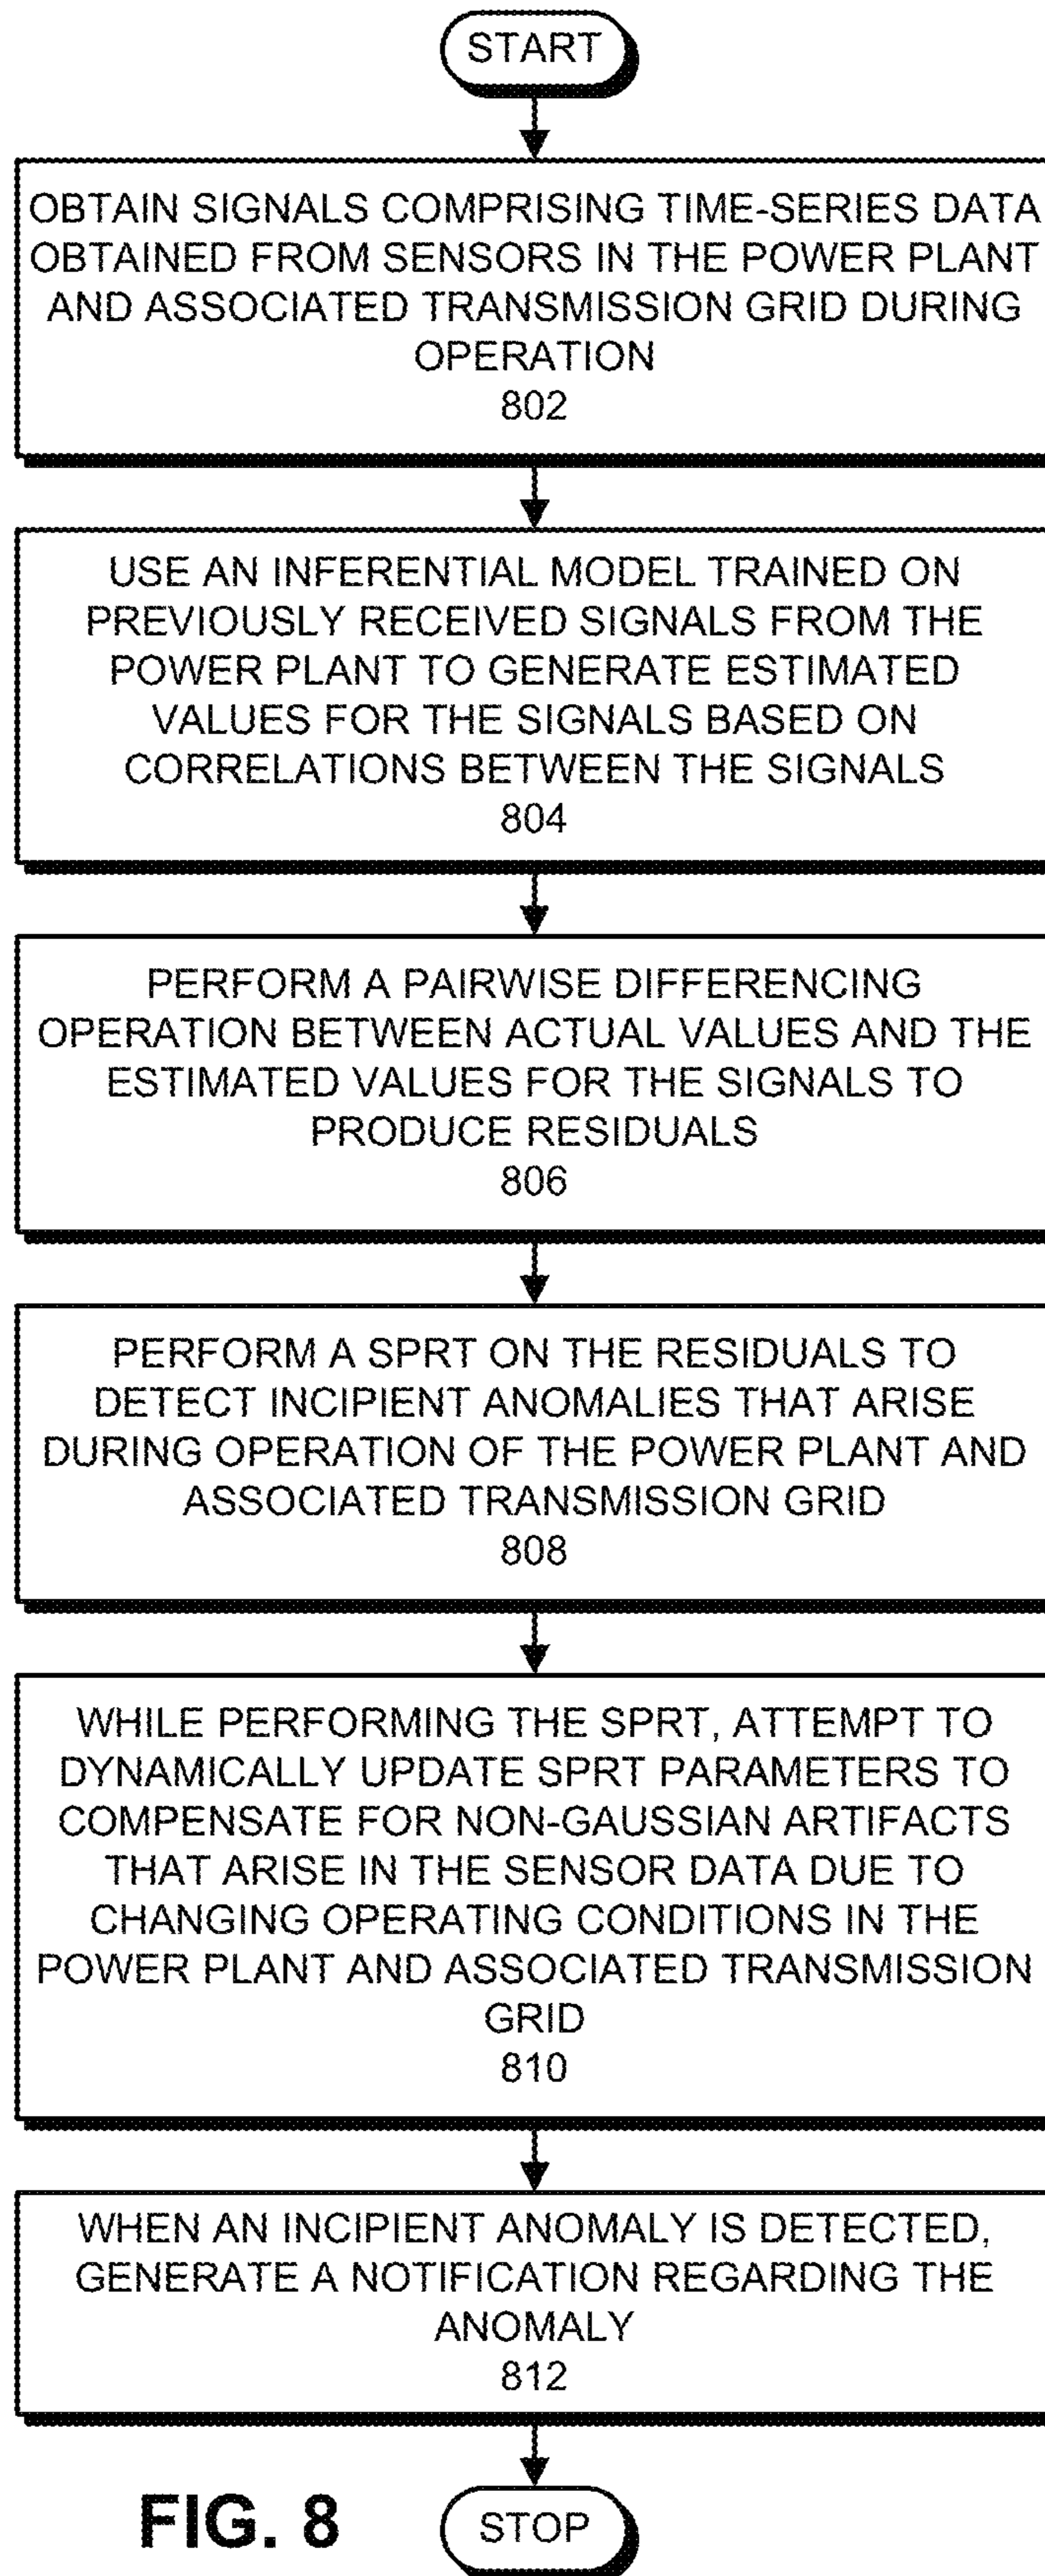 START
OBTAIN SIGNALS COMPRISING TIME-SERIES DATA
OBTAINED FROM SENSORS IN THE POWER PLANT
AND ASSOCIATED TRANSMISSION GRID DURING
OPERATION
802
USE AN INFERENTIAL MODEL TRAINED ON
PREVIOUSLY RECEIVED SIGNALS FROM THE
POWER PLANT TO GENERATE ESTIMATED
VALUES FOR THE SIGNALS BASED ON
CORRELATIONS BETWEEN THE SIGNALS
804
PERFORM A PAIRWISE DIFFERENCING
OPERATION BETWEEN ACTUAL VALUES AND THE
ESTIMATED VALUES FOR THE SIGNALS TO
PRODUCE RESIDUALS
806
PERFORM A SPRT ON THE RESIDUALS TO
DETECT INCIPIENT ANOMALIES THAT ARISE
DURING OPERATION OF THE POWER PLANT AND
ASSOCIATED TRANSMISSION GRID
808
WHILE PERFORMING THE SPRT, ATTEMPT TO
DYNAMICALLY UPDATE SPRT PARAMETERS TO
COMPENSATE FOR NON-GAUSSIAN ARTIFACTS
THAT ARISE IN THE SENSOR DATA DUE TO
CHANGING OPERATING CONDITIONS IN THE
POWER PLANT AND ASSOCIATED TRANSMISSION
GRID
810
WHEN AN INCIPIENT ANOMALY IS DETECTED,
GENERATE A NOTIFICATION REGARDING THE
ANOMALY
812
FIG. 8
STOP